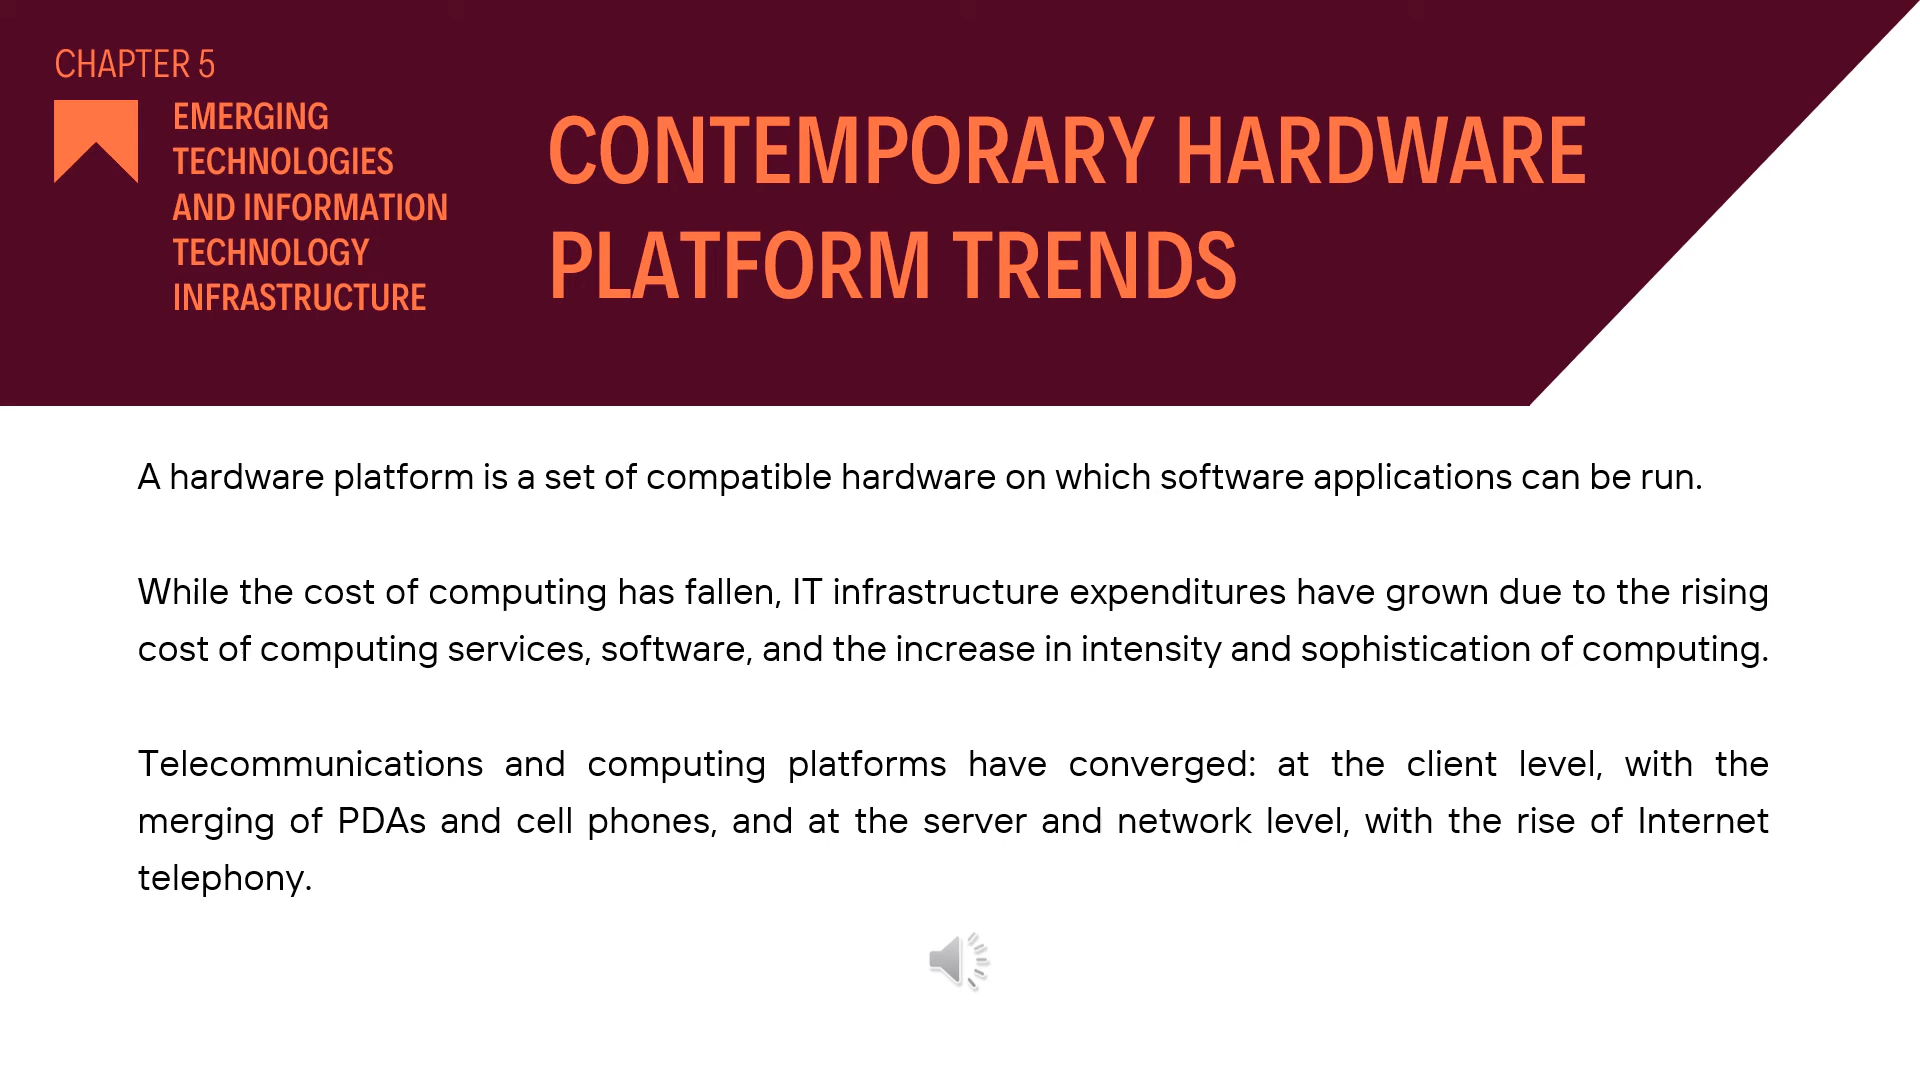 CHAPTER 5
EMERGING
TECHNOLOGIES
AND INFORMATION
TECHNOLOGY
INFRASTRUCTURE
CONTEMPORARY HARDWARE
PLATFORM TRENDS
A hardware platform is a set of compatible hardware on which software applications can be run.
While the cost of computing has fallen, IT infrastructure expenditures have grown due to the rising
cost of computing services, software, and the increase in intensity and sophistication of computing.
Telecommunications and computing platforms have converged: at the client level, with the
merging of PDAs and cell phones, and at the server and network level, with the rise of Internet
telephony.